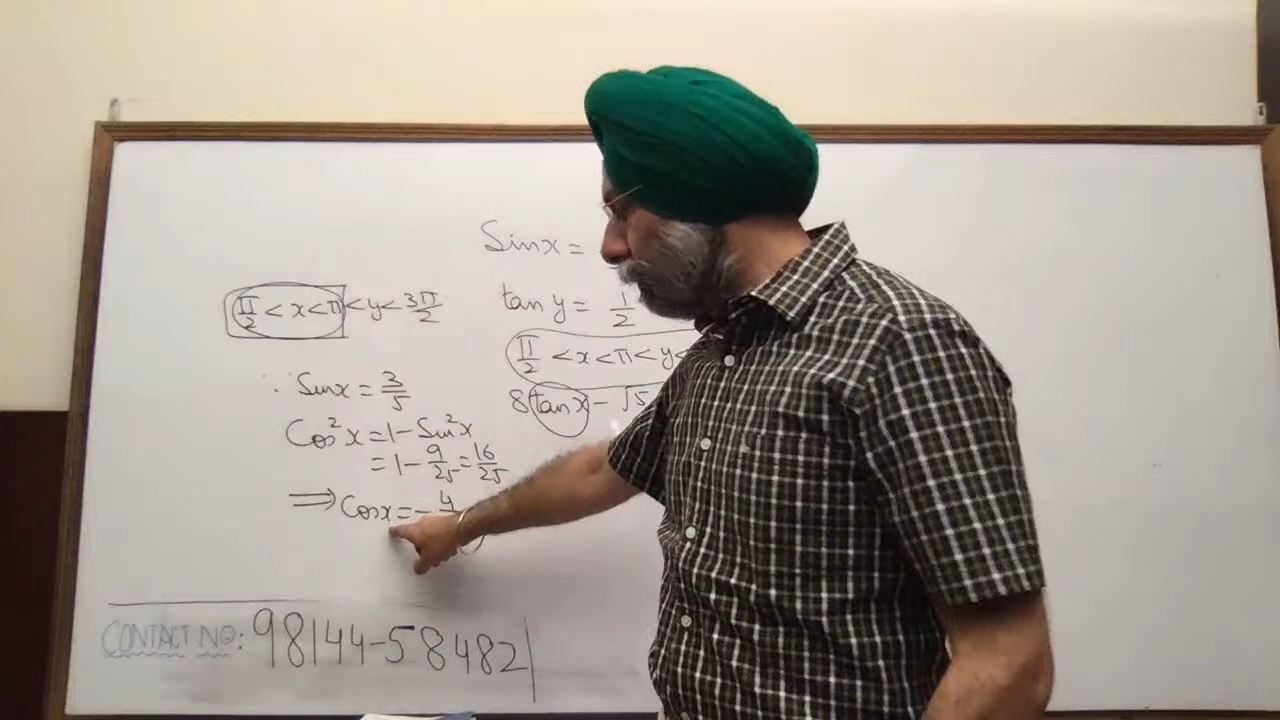 Sinx =
tan y = 1/2
π/2 < x < π < y <
8 tanx - √5
π/2 < x < π < y < 3π/2
∴ Sinx = 3/5
Cos²x = 1 - Sin²x
= 1 - 9/25 = 16/25
⟹ Cosx = - 4
CONTACT NO: 98144-58482